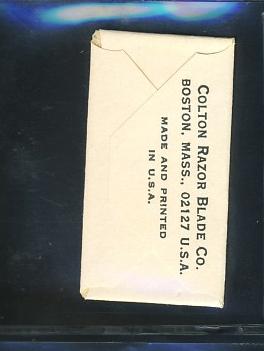 COLTON RAZOR BLADE CO.
BOSTON, MASS., 02127 U.S.A.
MADE AND PRINTED
IN U.S.A.